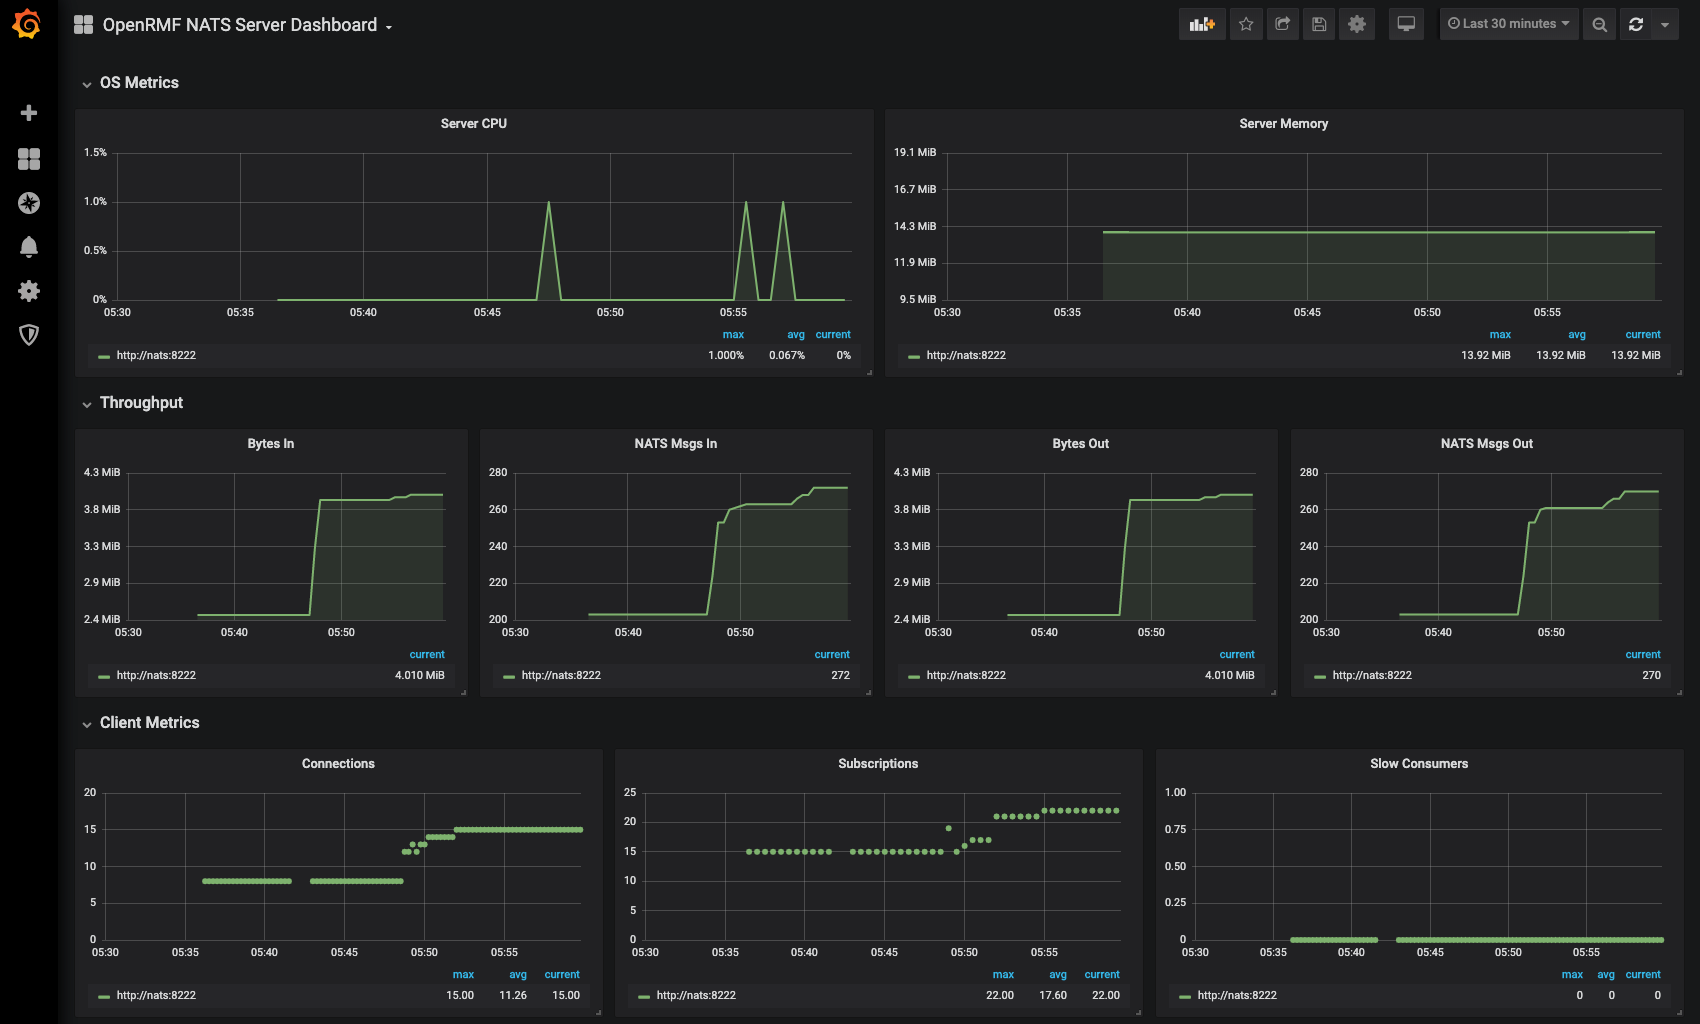 OpenRMF NATS Server Dashboard
Last 30 minutes
OS Metrics
Server CPU
1.5%
1.0%
0.5%
0%
05:30 05:35 05:40 05:45 05:50 05:55
max avg current
http://nats:8222 1.000% 0.067% 0%
Server Memory
19.1 MiB
16.7 MiB
14.3 MiB
11.9 MiB
9.5 MiB
05:30 05:35 05:40 05:45 05:50 05:55
max avg current
http://nats:8222 13.92 MiB 13.92 MiB 13.92 MiB
Throughput
Bytes In
4.3 MiB
3.8 MiB
3.3 MiB
2.9 MiB
2.4 MiB
05:30 05:40 05:50
current
http://nats:8222 4.010 MiB
NATS Msgs In
280
260
240
220
200
05:30 05:40 05:50
current
http://nats:8222 272
Bytes Out
4.3 MiB
3.8 MiB
3.3 MiB
2.9 MiB
2.4 MiB
05:30 05:40 05:50
current
http://nats:8222 4.010 MiB
NATS Msgs Out
280
260
240
220
200
05:30 05:40 05:50
current
http://nats:8222 270
Client Metrics
Connections
20
15
10
5
0
05:30 05:35 05:40 05:45 05:50 05:55
max avg current
http://nats:8222 15.00 11.26 15.00
Subscriptions
25
20
15
10
5
0
05:30 05:35 05:40 05:45 05:50 05:55
max avg current
http://nats:8222 22.00 17.60 22.00
Slow Consumers
1.00
0.75
0.50
0.25
0
05:30 05:35 05:40 05:45 05:50 05:55
max avg current
http://nats:8222 0 0 0